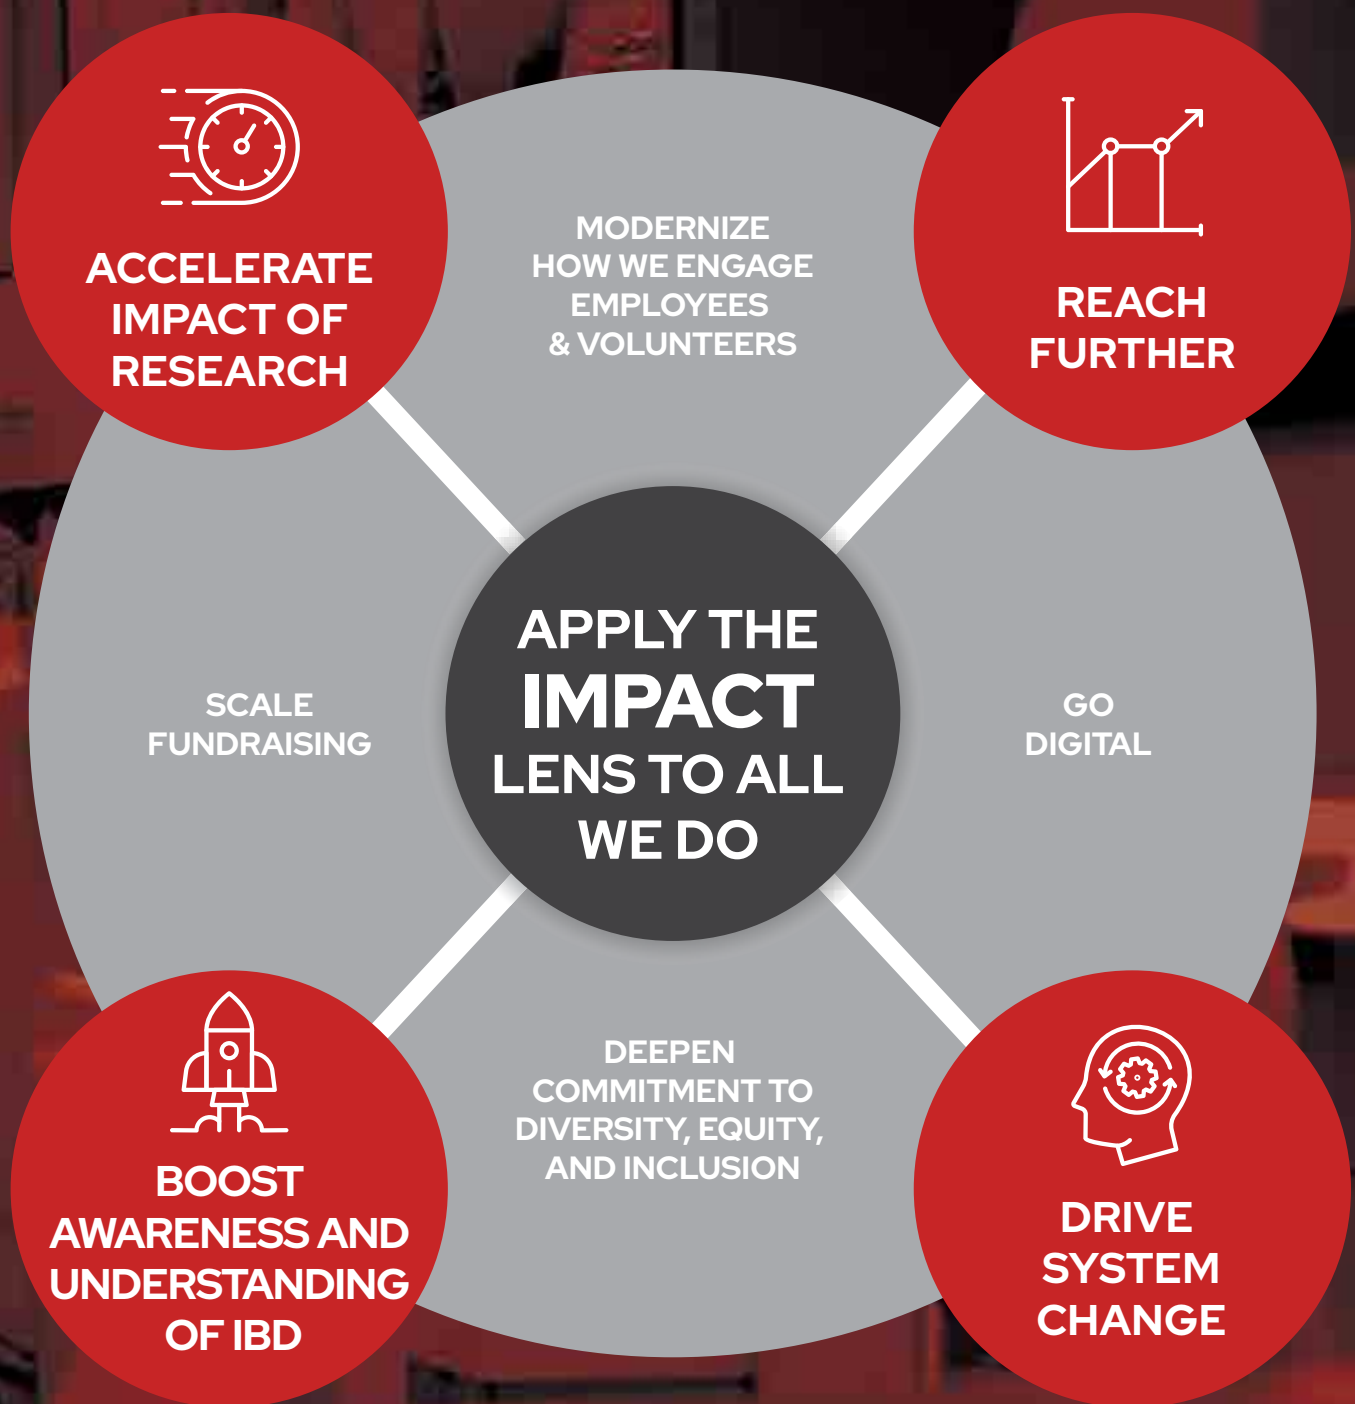 ACCELERATE
IMPACT OF
RESEARCH
MODERNIZE
HOW WE ENGAGE
EMPLOYEES
& VOLUNTEERS
REACH
FURTHER
SCALE
FUNDRAISING
APPLY THE
IMPACT
LENS TO ALL
WE DO
GO
DIGITAL
BOOST
AWARENESS AND
UNDERSTANDING
OF IBD
DEEPEN
COMMITMENT TO
DIVERSITY, EQUITY,
AND INCLUSION
DRIVE
SYSTEM
CHANGE